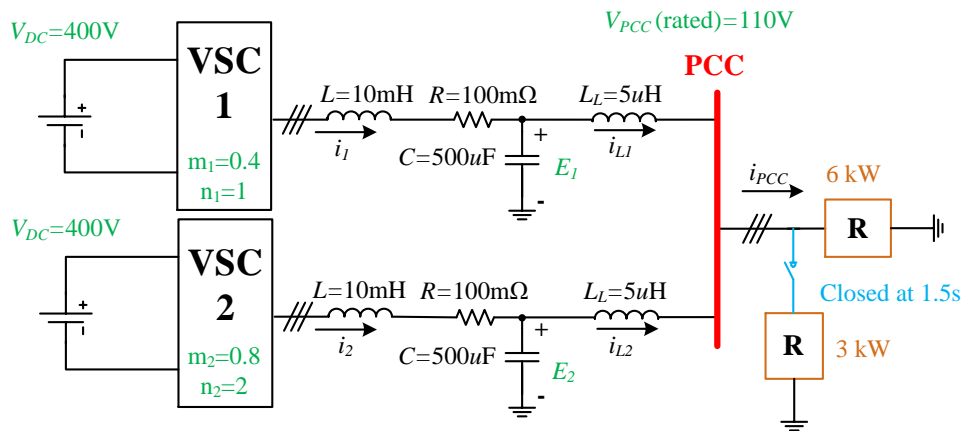 V_DC=400V
VSC
1
m₁=0.4
n₁=1
L=10mH
R=100mΩ
i₁
C=500uF
+
E₁
-
L_L=5uH
i_L1
V_PCC (rated)=110V
PCC
i_PCC
6 kW
R
Closed at 1.5s
R
3 kW
V_DC=400V
VSC
2
m₂=0.8
n₂=2
L=10mH
R=100mΩ
i₂
C=500uF
+
E₂
-
L_L=5uH
i_L2
+
-
+
-